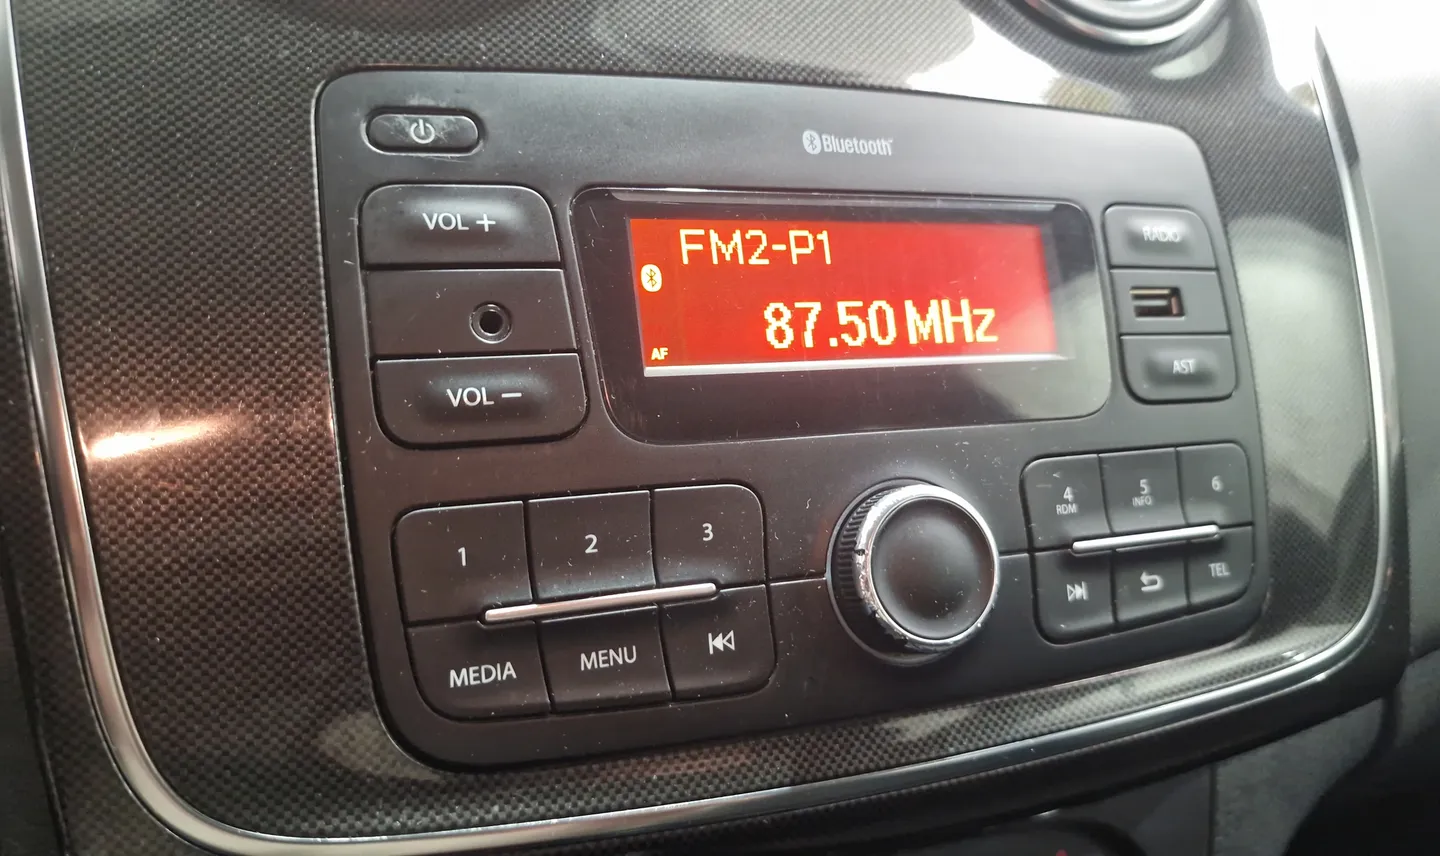 Bluetooth
VOL +
FM2-P1
RADIO
87.50 MHz
AF
VOL −
AST
1
2
3
4
RDM
5
INFO
6
MEDIA
MENU
TEL